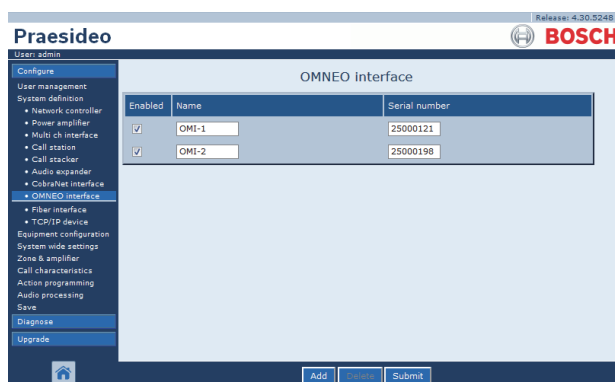 Release: 4.30.5248
Praesideo
BOSCH
User: admin
Configure
User management
System definition
• Network controller
• Power amplifier
• Multi ch interface
• Call station
• Call stacker
• Audio expander
• CobraNet interface
• OMNEO interface
• Fiber interface
• TCP/IP device
Equipment configuration
System wide settings
Zone & amplifier
Call characteristics
Action programming
Audio processing
Save
Diagnose
Upgrade
OMNEO interface
Enabled Name Serial number
OMI-1 25000121
OMI-2 25000198
Add Delete Submit